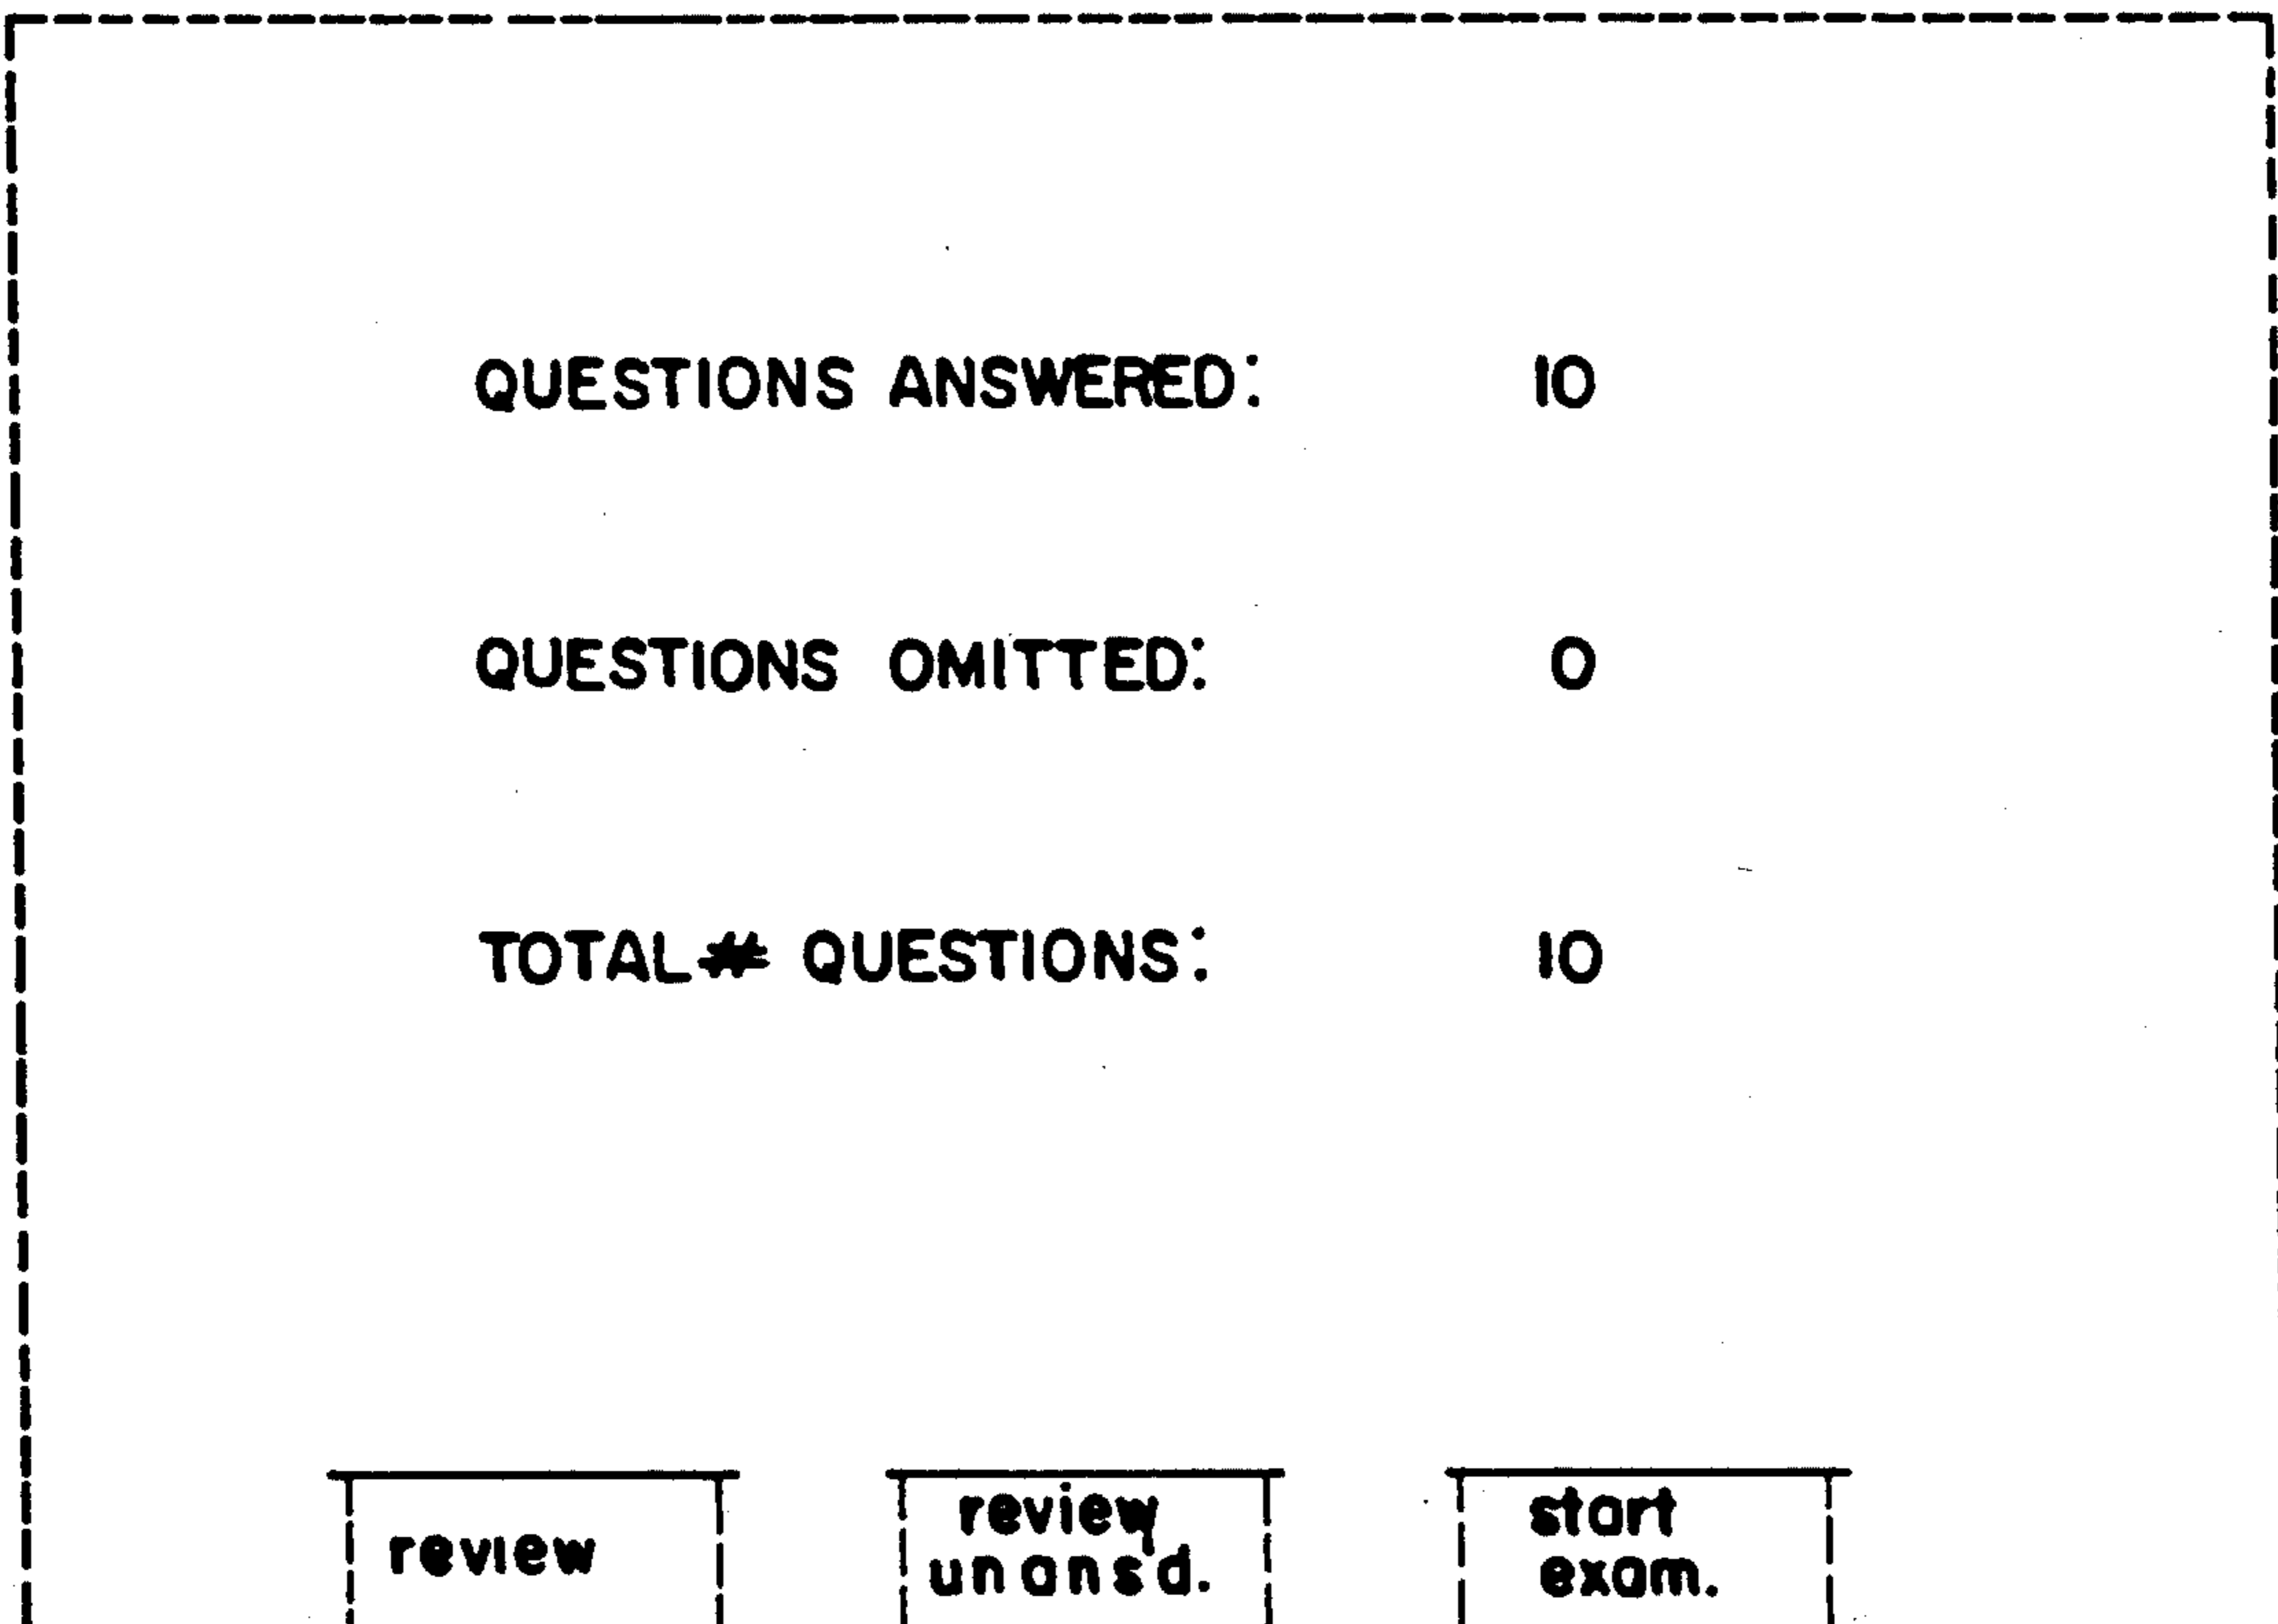 QUESTIONS ANSWERED: 10
QUESTIONS OMITTED: 0
TOTAL # QUESTIONS: 10
review
review
unansd.
start
exam.